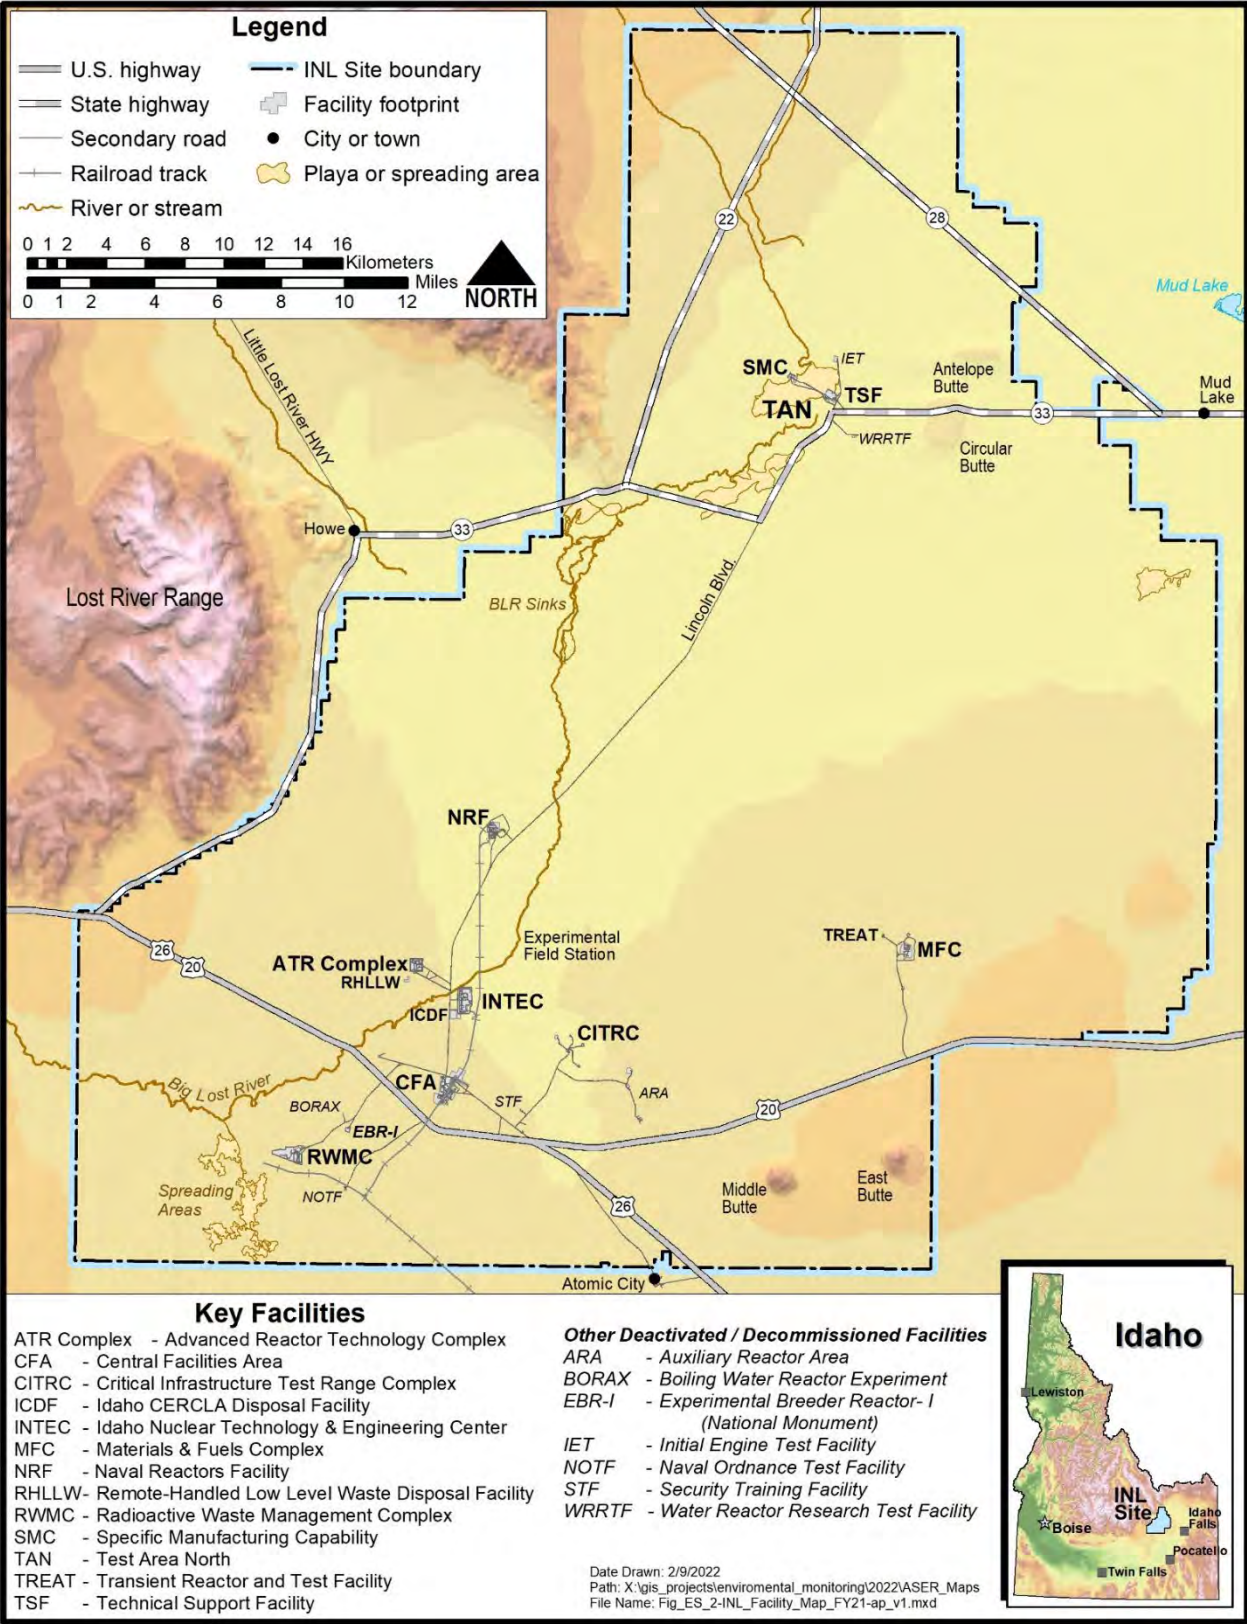 Legend
U.S. highway
State highway
Secondary road
Railroad track
River or stream
INL Site boundary
Facility footprint
City or town
Playa or spreading area
0 1 2 4 6 8 10 12 14 16
Kilometers
Miles
0 1 2 4 6 8 10 12
NORTH
22
28
Mud Lake
Little Lost River HWY
IET
SMC
TSF
TAN
Antelope
Butte
33
Mud
Lake
WRRTF
Circular
Butte
Howe
33
Lost River Range
BLR Sinks
Lincoln Blvd.
NRF
Experimental
Field Station
TREAT
MFC
26
20
ATR Complex
RHLLW
INTEC
ICDF
CITRC
Big Lost River
CFA
STF
ARA
BORAX
20
EBR-I
RWMC
NOTF
Spreading
Areas
Middle
Butte
East
Butte
26
Atomic City
Key Facilities
ATR Complex - Advanced Reactor Technology Complex
CFA - Central Facilities Area
CITRC - Critical Infrastructure Test Range Complex
ICDF - Idaho CERCLA Disposal Facility
INTEC - Idaho Nuclear Technology & Engineering Center
MFC - Materials & Fuels Complex
NRF - Naval Reactors Facility
RHLLW- Remote-Handled Low Level Waste Disposal Facility
RWMC - Radioactive Waste Management Complex
SMC - Specific Manufacturing Capability
TAN - Test Area North
TREAT - Transient Reactor and Test Facility
TSF - Technical Support Facility
Other Deactivated / Decommissioned Facilities
ARA - Auxiliary Reactor Area
BORAX - Boiling Water Reactor Experiment
EBR-I - Experimental Breeder Reactor- I
(National Monument)
IET - Initial Engine Test Facility
NOTF - Naval Ordnance Test Facility
STF - Security Training Facility
WRRTF - Water Reactor Research Test Facility
Date Drawn: 2/9/2022
Path: X:\gis_projects\enviromental_monitoring\2022\ASER_Maps
File Name: Fig_ES_2-INL_Facility_Map_FY21-ap_v1.mxd
Idaho
Lewiston
INL
Site
Idaho
Falls
Boise
Pocatello
Twin Falls